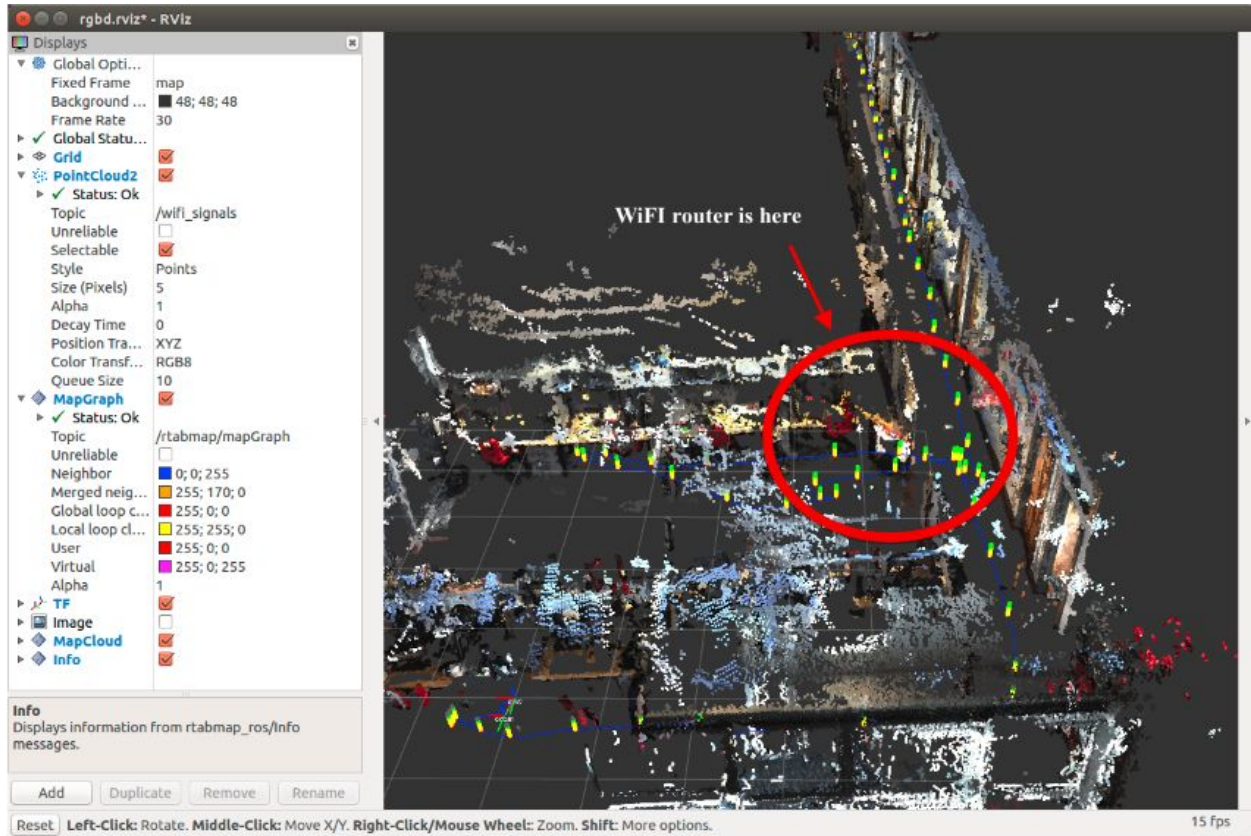 rgbd.rviz* - RViz
Displays
Global Opti...
Fixed Frame map
Background ... 48; 48; 48
Frame Rate 30
Global Statu...
Grid
PointCloud2
Status: Ok
Topic /wifi_signals
Unreliable
Selectable
Style Points
Size (Pixels) 5
Alpha 1
Decay Time 0
Position Tra... XYZ
Color Transf... RGB8
Queue Size 10
MapGraph
Status: Ok
Topic /rtabmap/mapGraph
Unreliable
Neighbor 0; 0; 255
Merged neig... 255; 170; 0
Global loop c... 255; 0; 0
Local loop cl... 255; 255; 0
User 255; 0; 0
Virtual 255; 0; 255
Alpha 1
TF
Image
MapCloud
Info
Info
Displays information from rtabmap_ros/Info
messages.
Add Duplicate Remove Rename
WiFI router is here
Reset Left-Click: Rotate. Middle-Click: Move X/Y. Right-Click/Mouse Wheel:: Zoom. Shift: More options. 15 fps